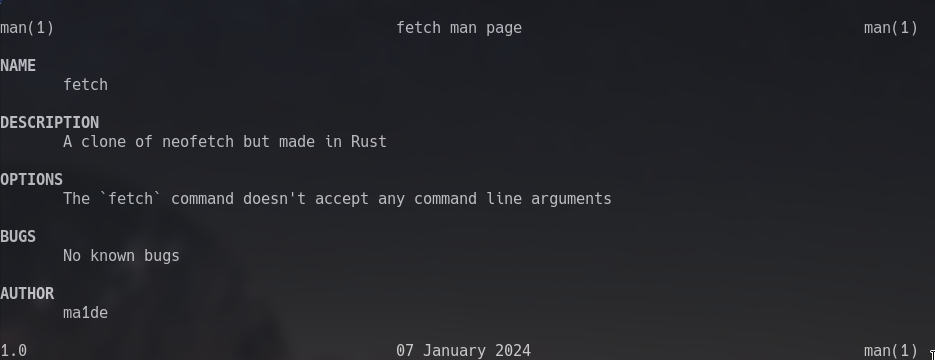 man(1) fetch man page man(1)
NAME
fetch
DESCRIPTION
A clone of neofetch but made in Rust
OPTIONS
The `fetch` command doesn't accept any command line arguments
BUGS
No known bugs
AUTHOR
ma1de
1.0 07 January 2024 man(1)